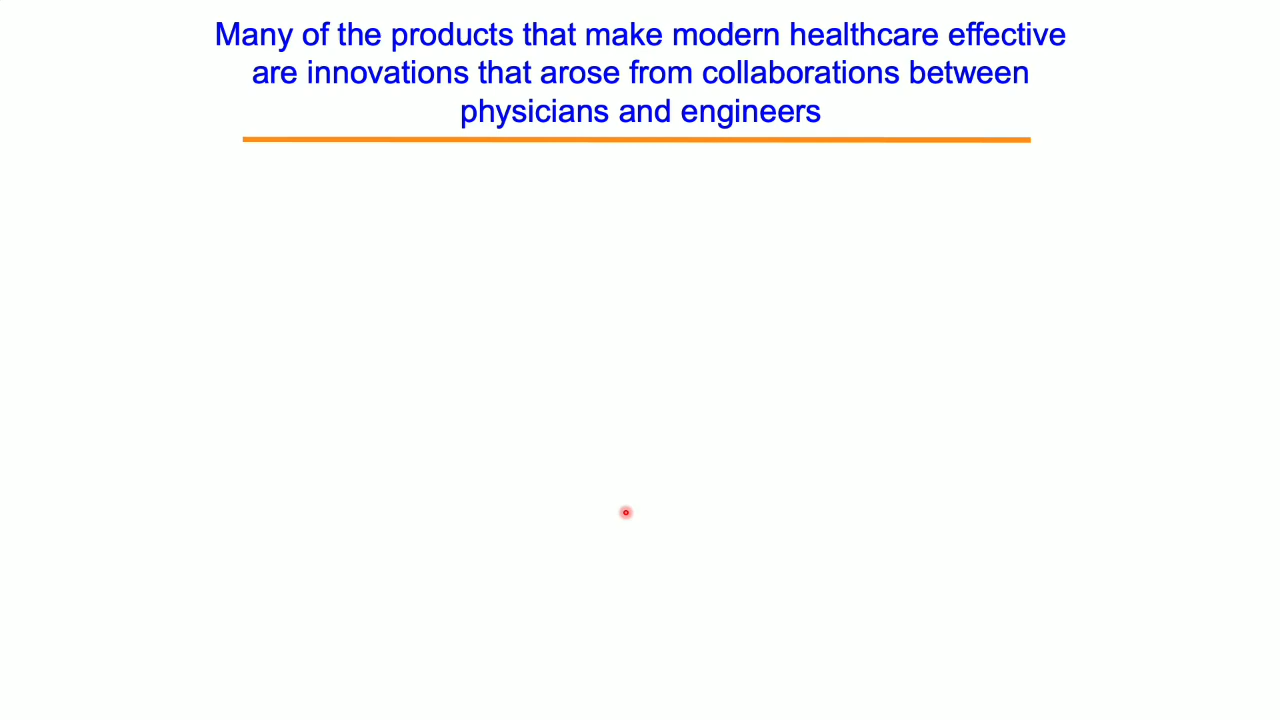 Many of the products that make modern healthcare effective
are innovations that arose from collaborations between
physicians and engineers